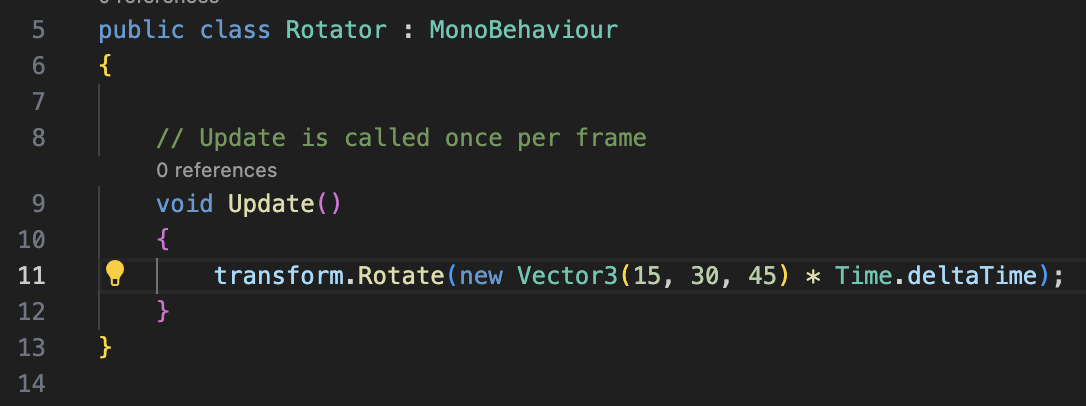 0 references
5 public class Rotator : MonoBehaviour
6 {
7
8 // Update is called once per frame
0 references
9 void Update()
10 {
11 transform.Rotate(new Vector3(15, 30, 45) * Time.deltaTime);
12 }
13 }
14